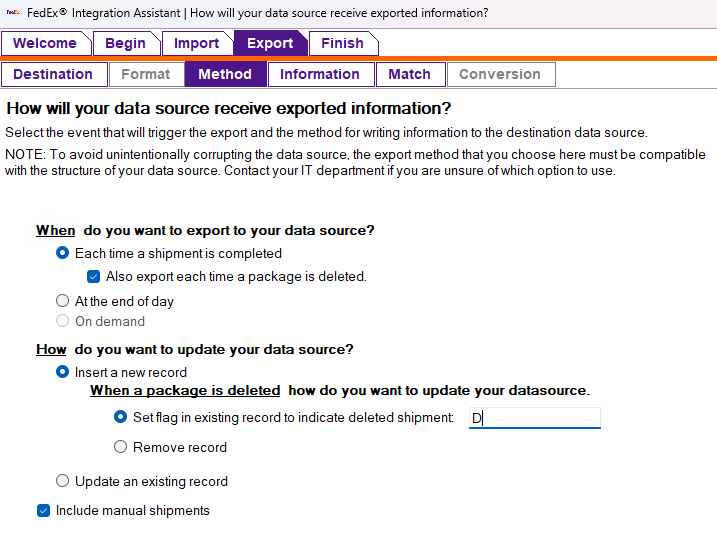 FedEx® Integration Assistant | How will your data source receive exported information?
Welcome Begin Import Export Finish
Destination Format Method Information Match Conversion
How will your data source receive exported information?
Select the event that will trigger the export and the method for writing information to the destination data source.
NOTE: To avoid unintentionally corrupting the data source, the export method that you choose here must be compatible
with the structure of your data source. Contact your IT department if you are unsure of which option to use.
When do you want to export to your data source?
Each time a shipment is completed
Also export each time a package is deleted.
At the end of day
On demand
How do you want to update your data source?
Insert a new record
When a package is deleted how do you want to update your datasource.
Set flag in existing record to indicate deleted shipment: D
Remove record
Update an existing record
Include manual shipments